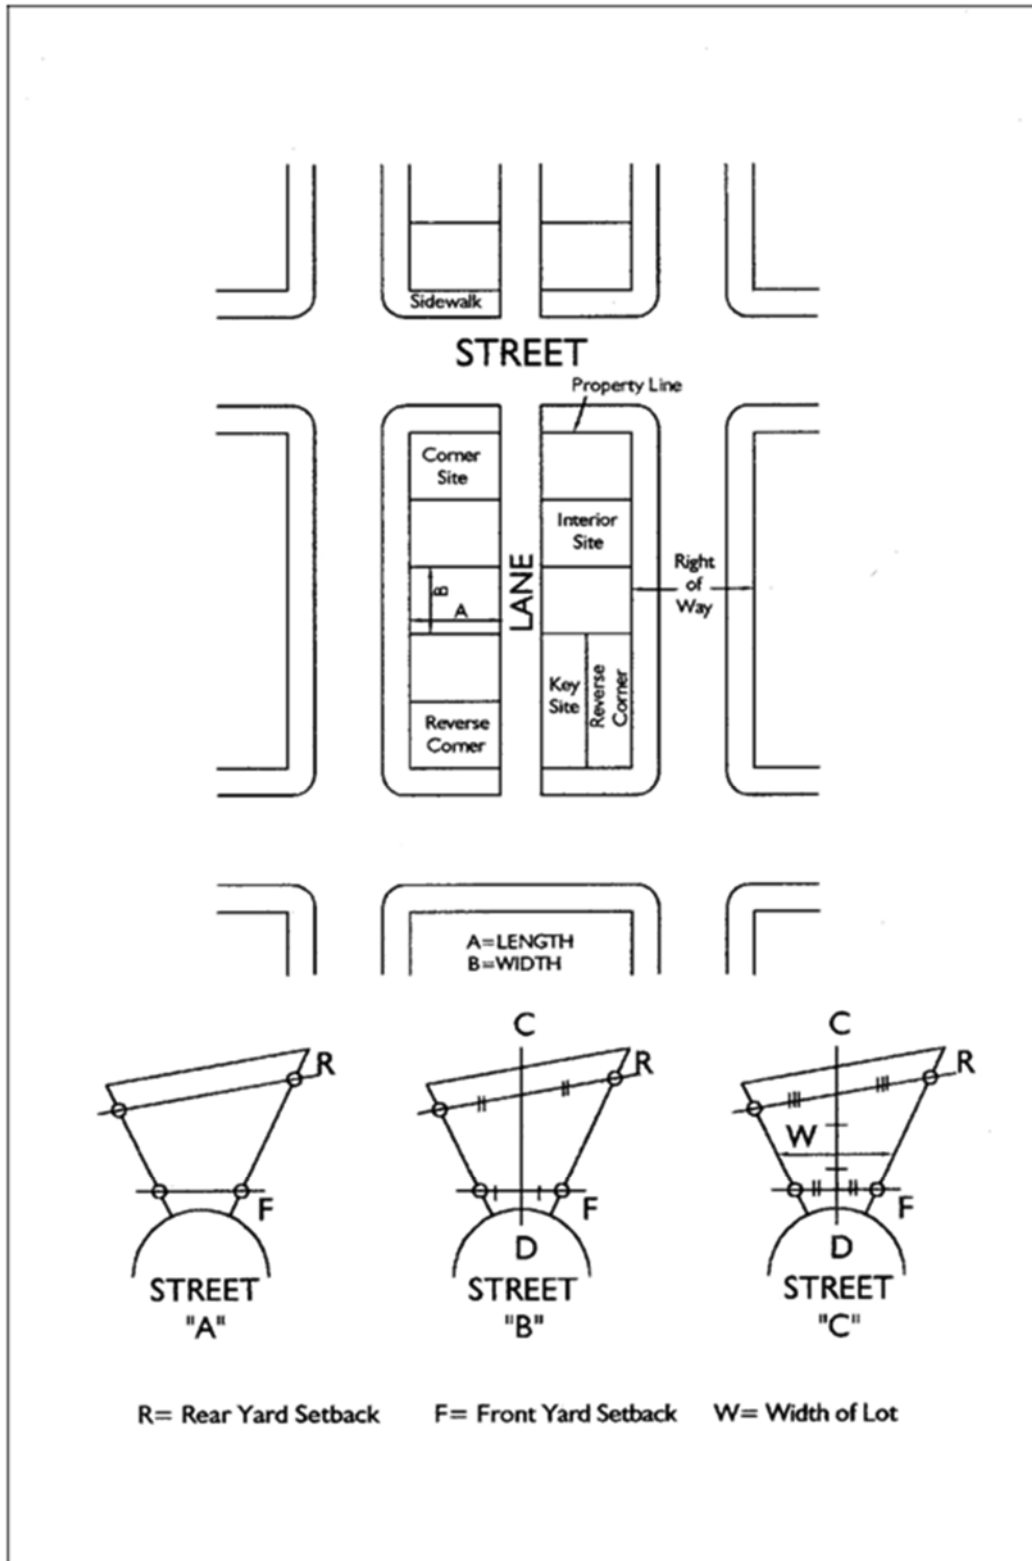 Sidewalk
STREET
Property Line
Corner
Site
Interior
Site
Right
of
Way
B
A
LANE
Key
Site
Reverse
Corner
Reverse
Corner
A=LENGTH
B=WIDTH
R
F
STREET
"A"
C
R
F
D
STREET
"B"
C
R
W
F
D
STREET
"C"
R= Rear Yard Setback
F= Front Yard Setback
W= Width of Lot